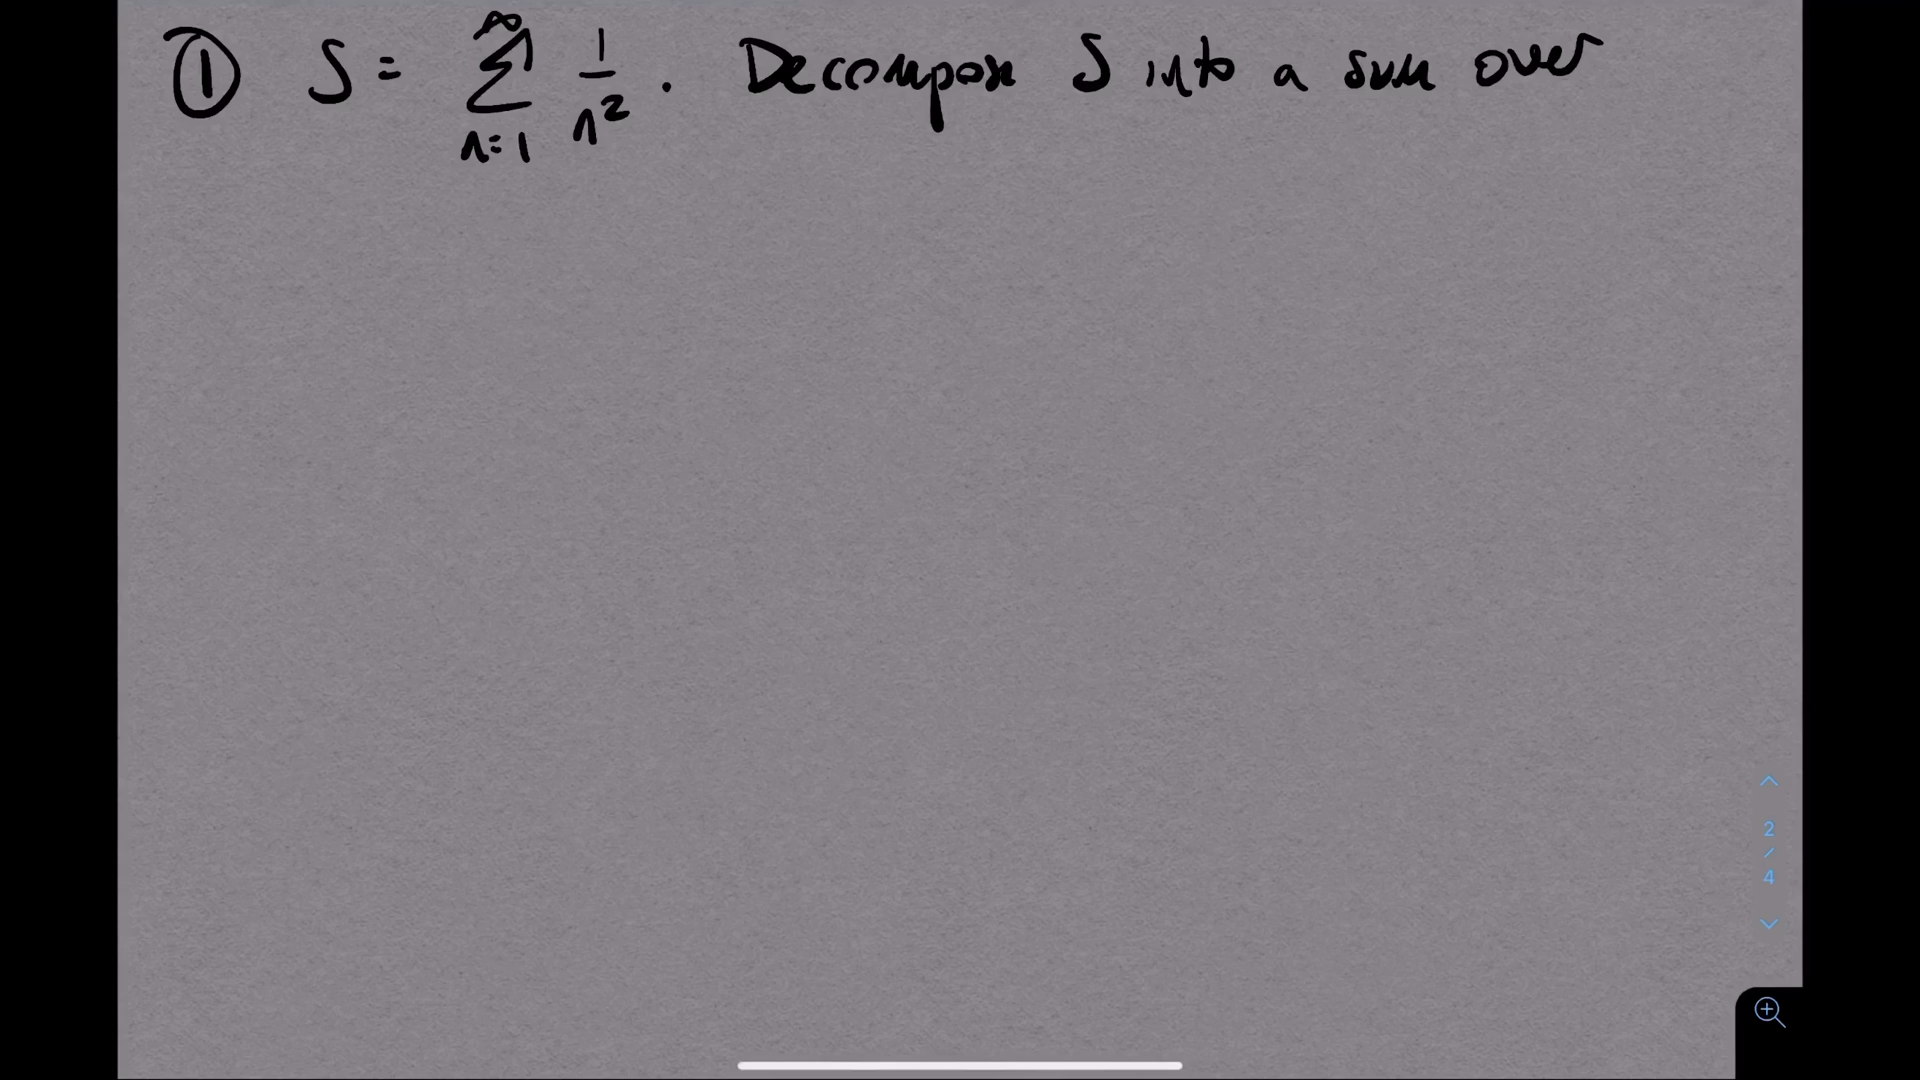 ① S = ∑_{n=1}^{∞} 1/n². Decompose S into a sum over
2
/
4